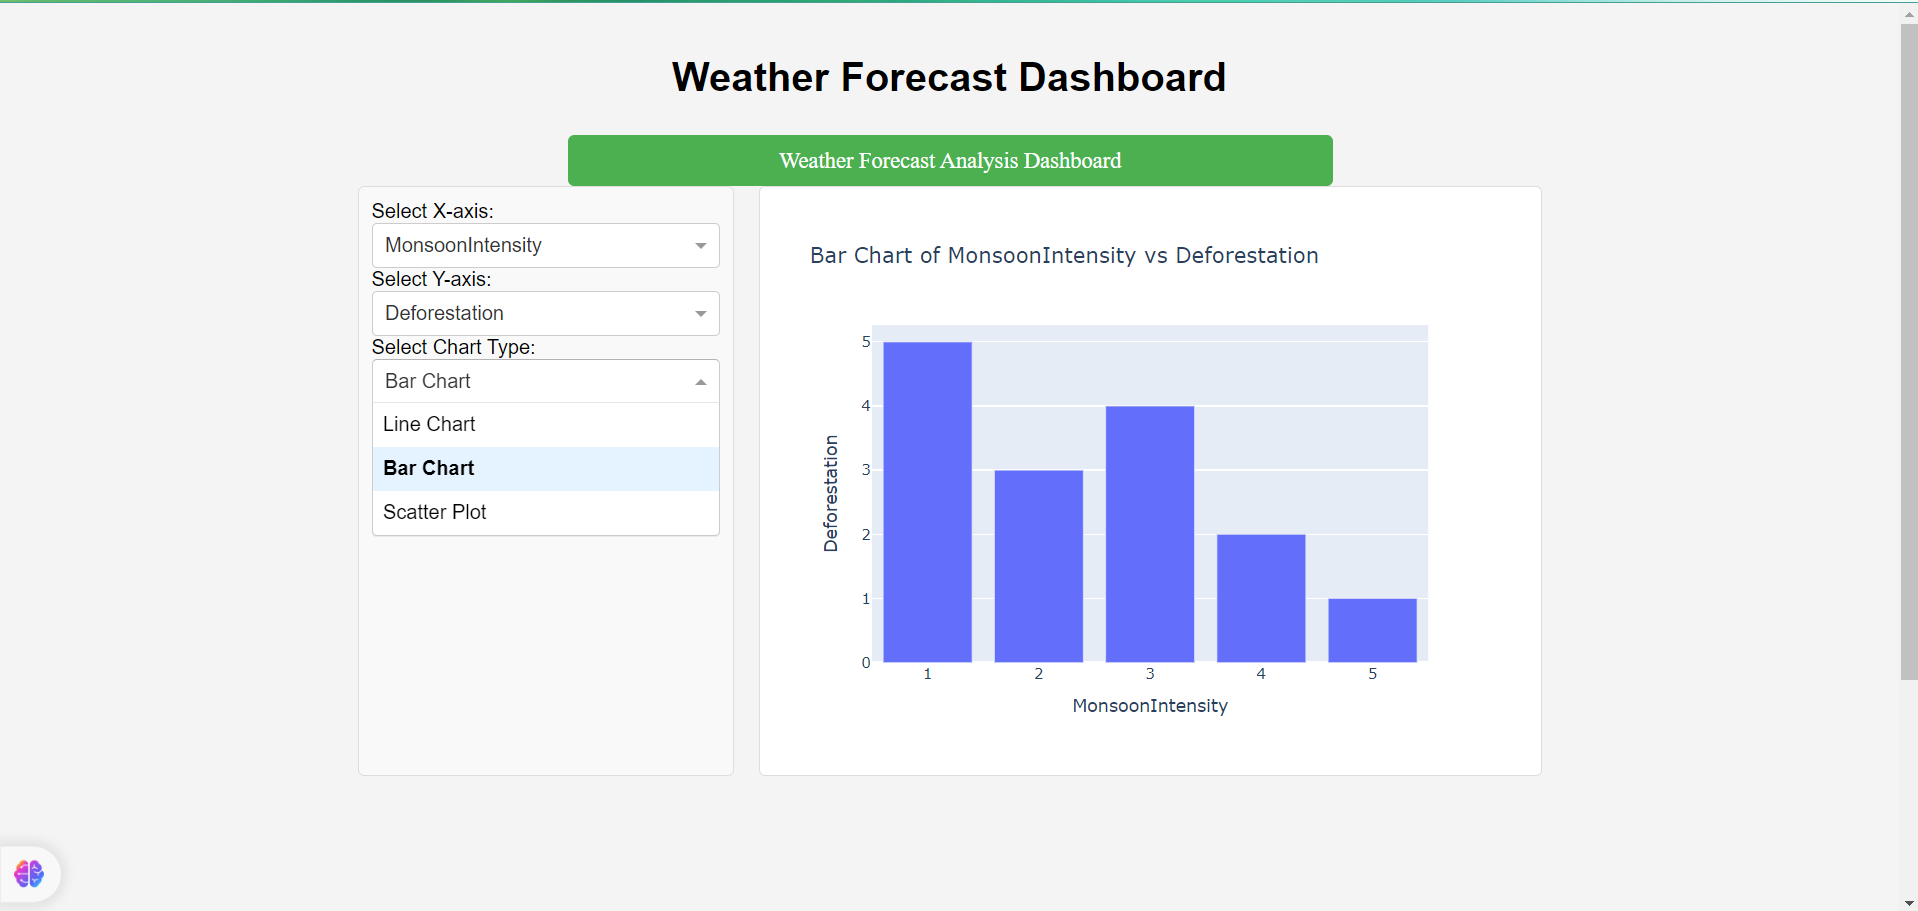 Weather Forecast Dashboard
Weather Forecast Analysis Dashboard
Select X-axis:
MonsoonIntensity
Select Y-axis:
Deforestation
Select Chart Type:
Bar Chart
Line Chart
Bar Chart
Scatter Plot
Bar Chart of MonsoonIntensity vs Deforestation
Deforestation
5
4
3
2
1
0
1 2 3 4 5
MonsoonIntensity